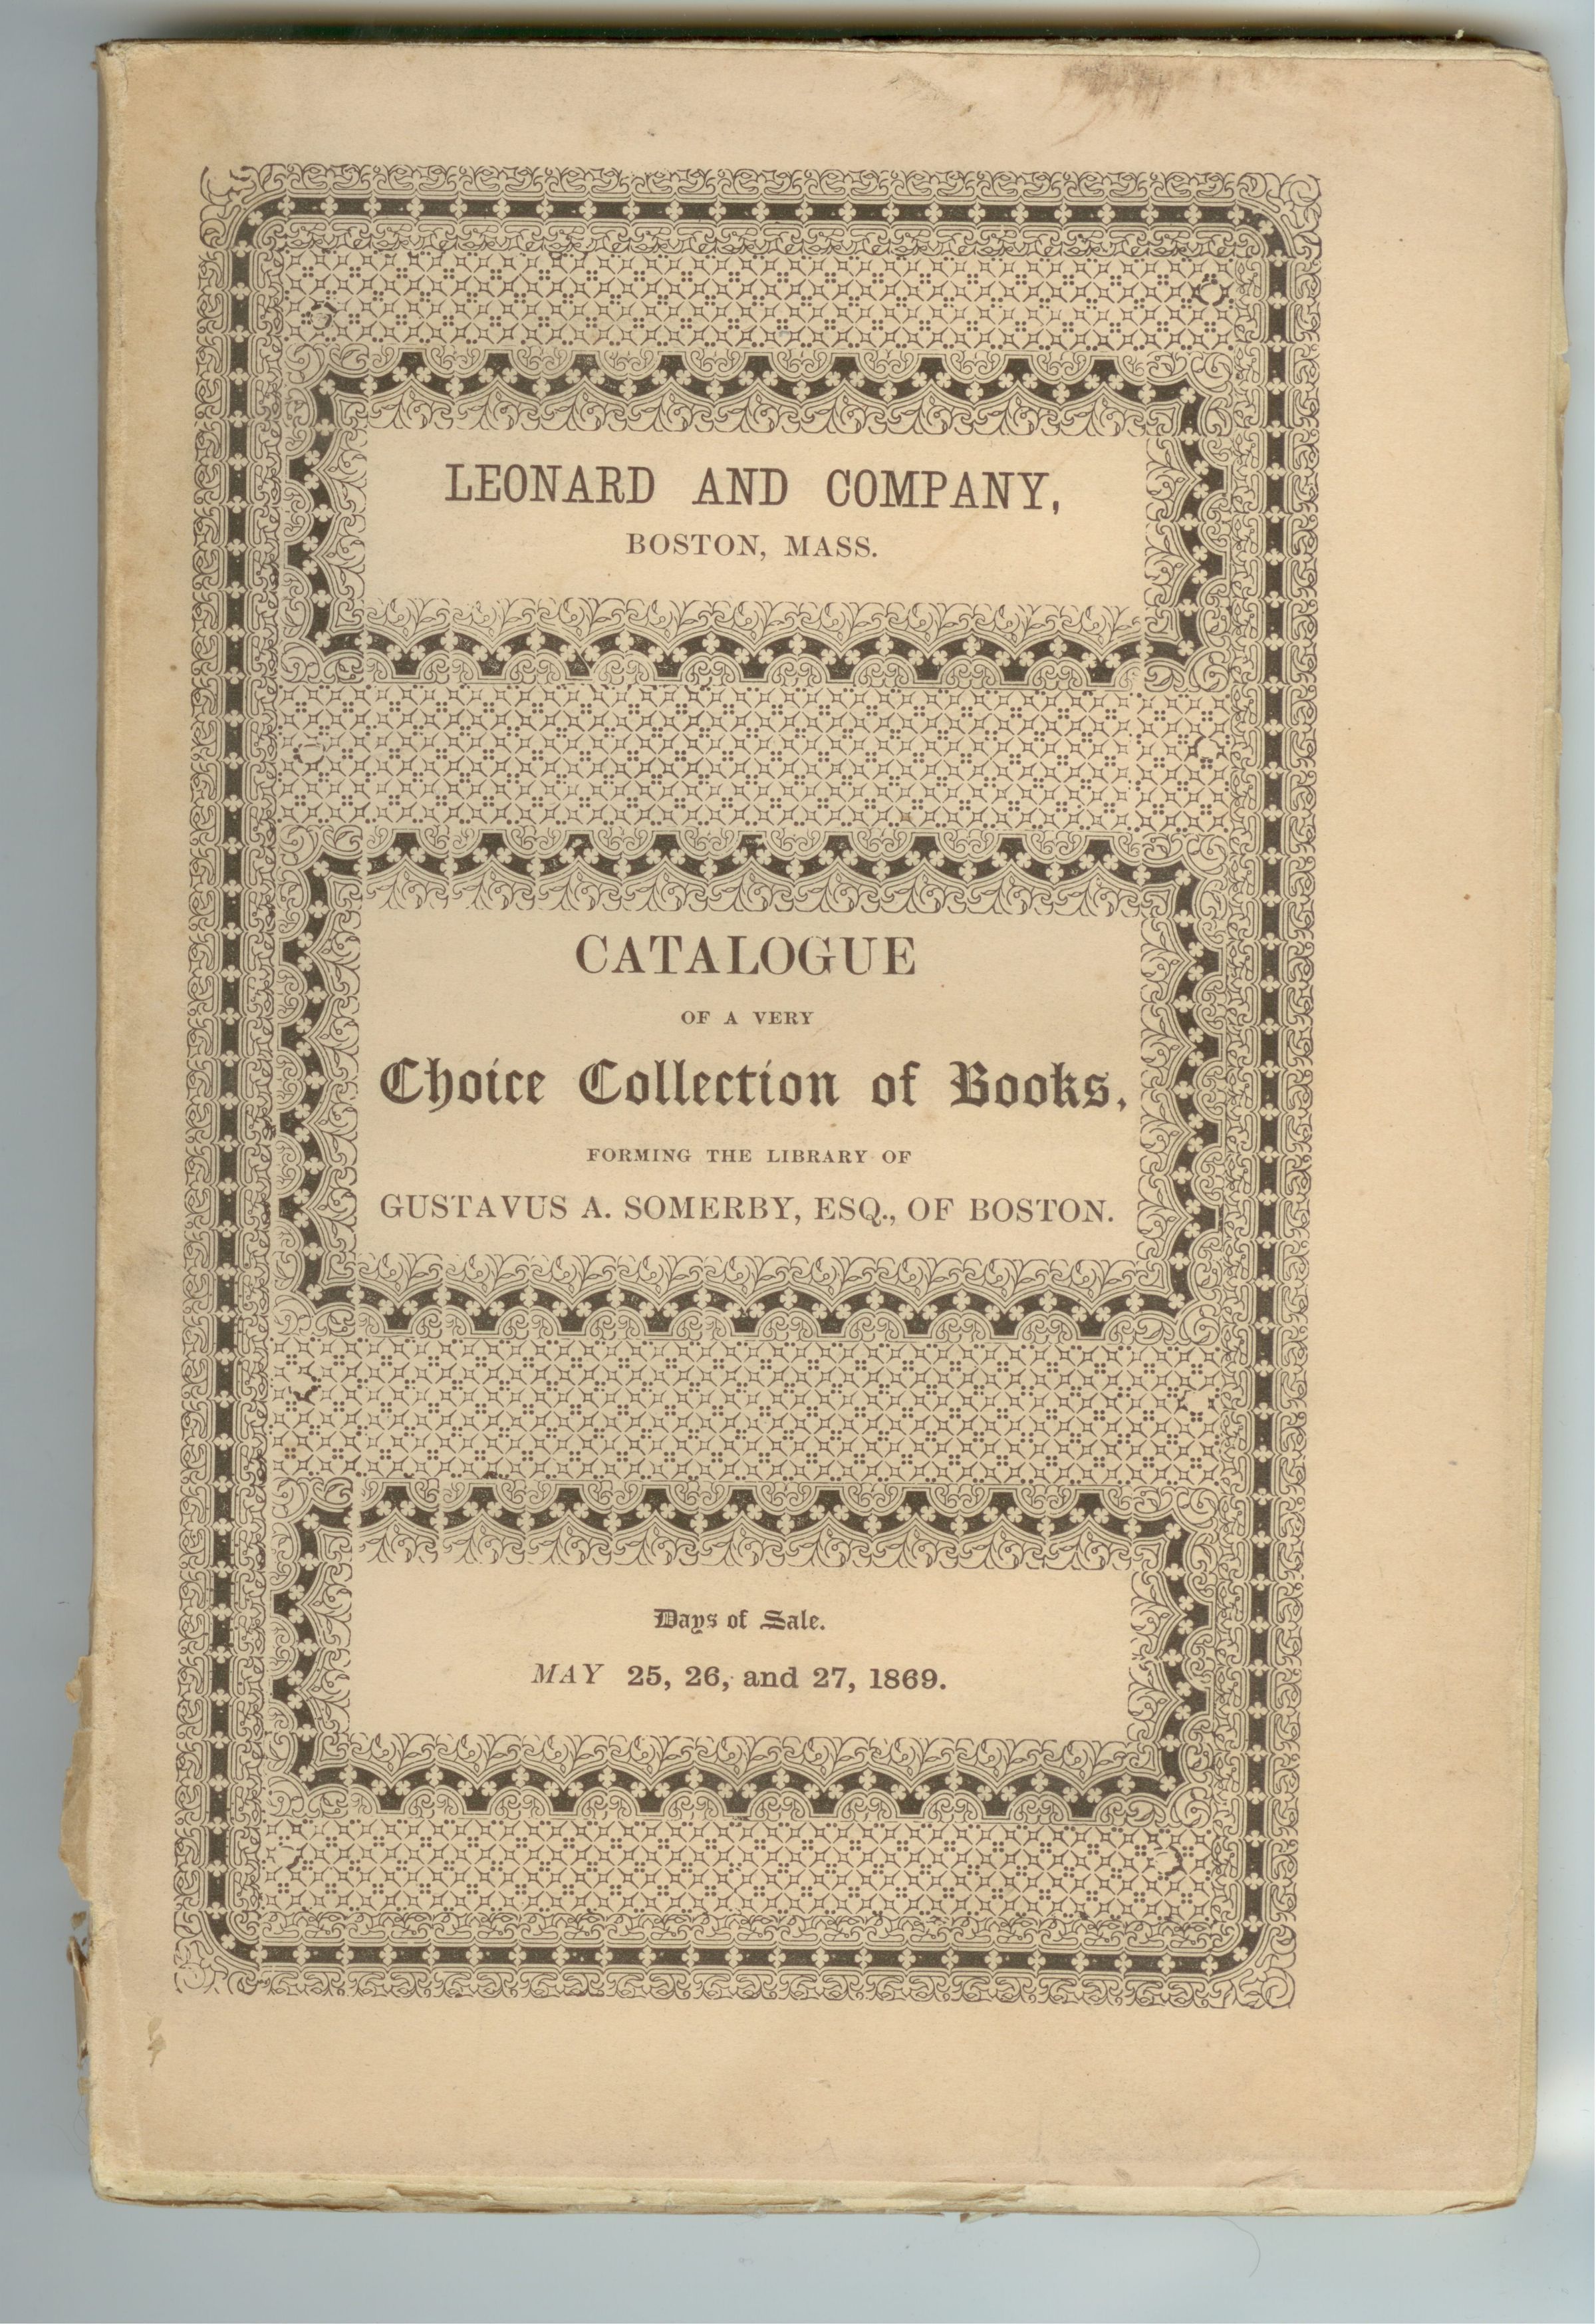 LEONARD AND COMPANY,
BOSTON, MASS.
CATALOGUE
OF A VERY
Choice Collection of Books,
FORMING THE LIBRARY OF
GUSTAVUS A. SOMERBY, ESQ., OF BOSTON.
Days of Sale.
MAY 25, 26, and 27, 1869.